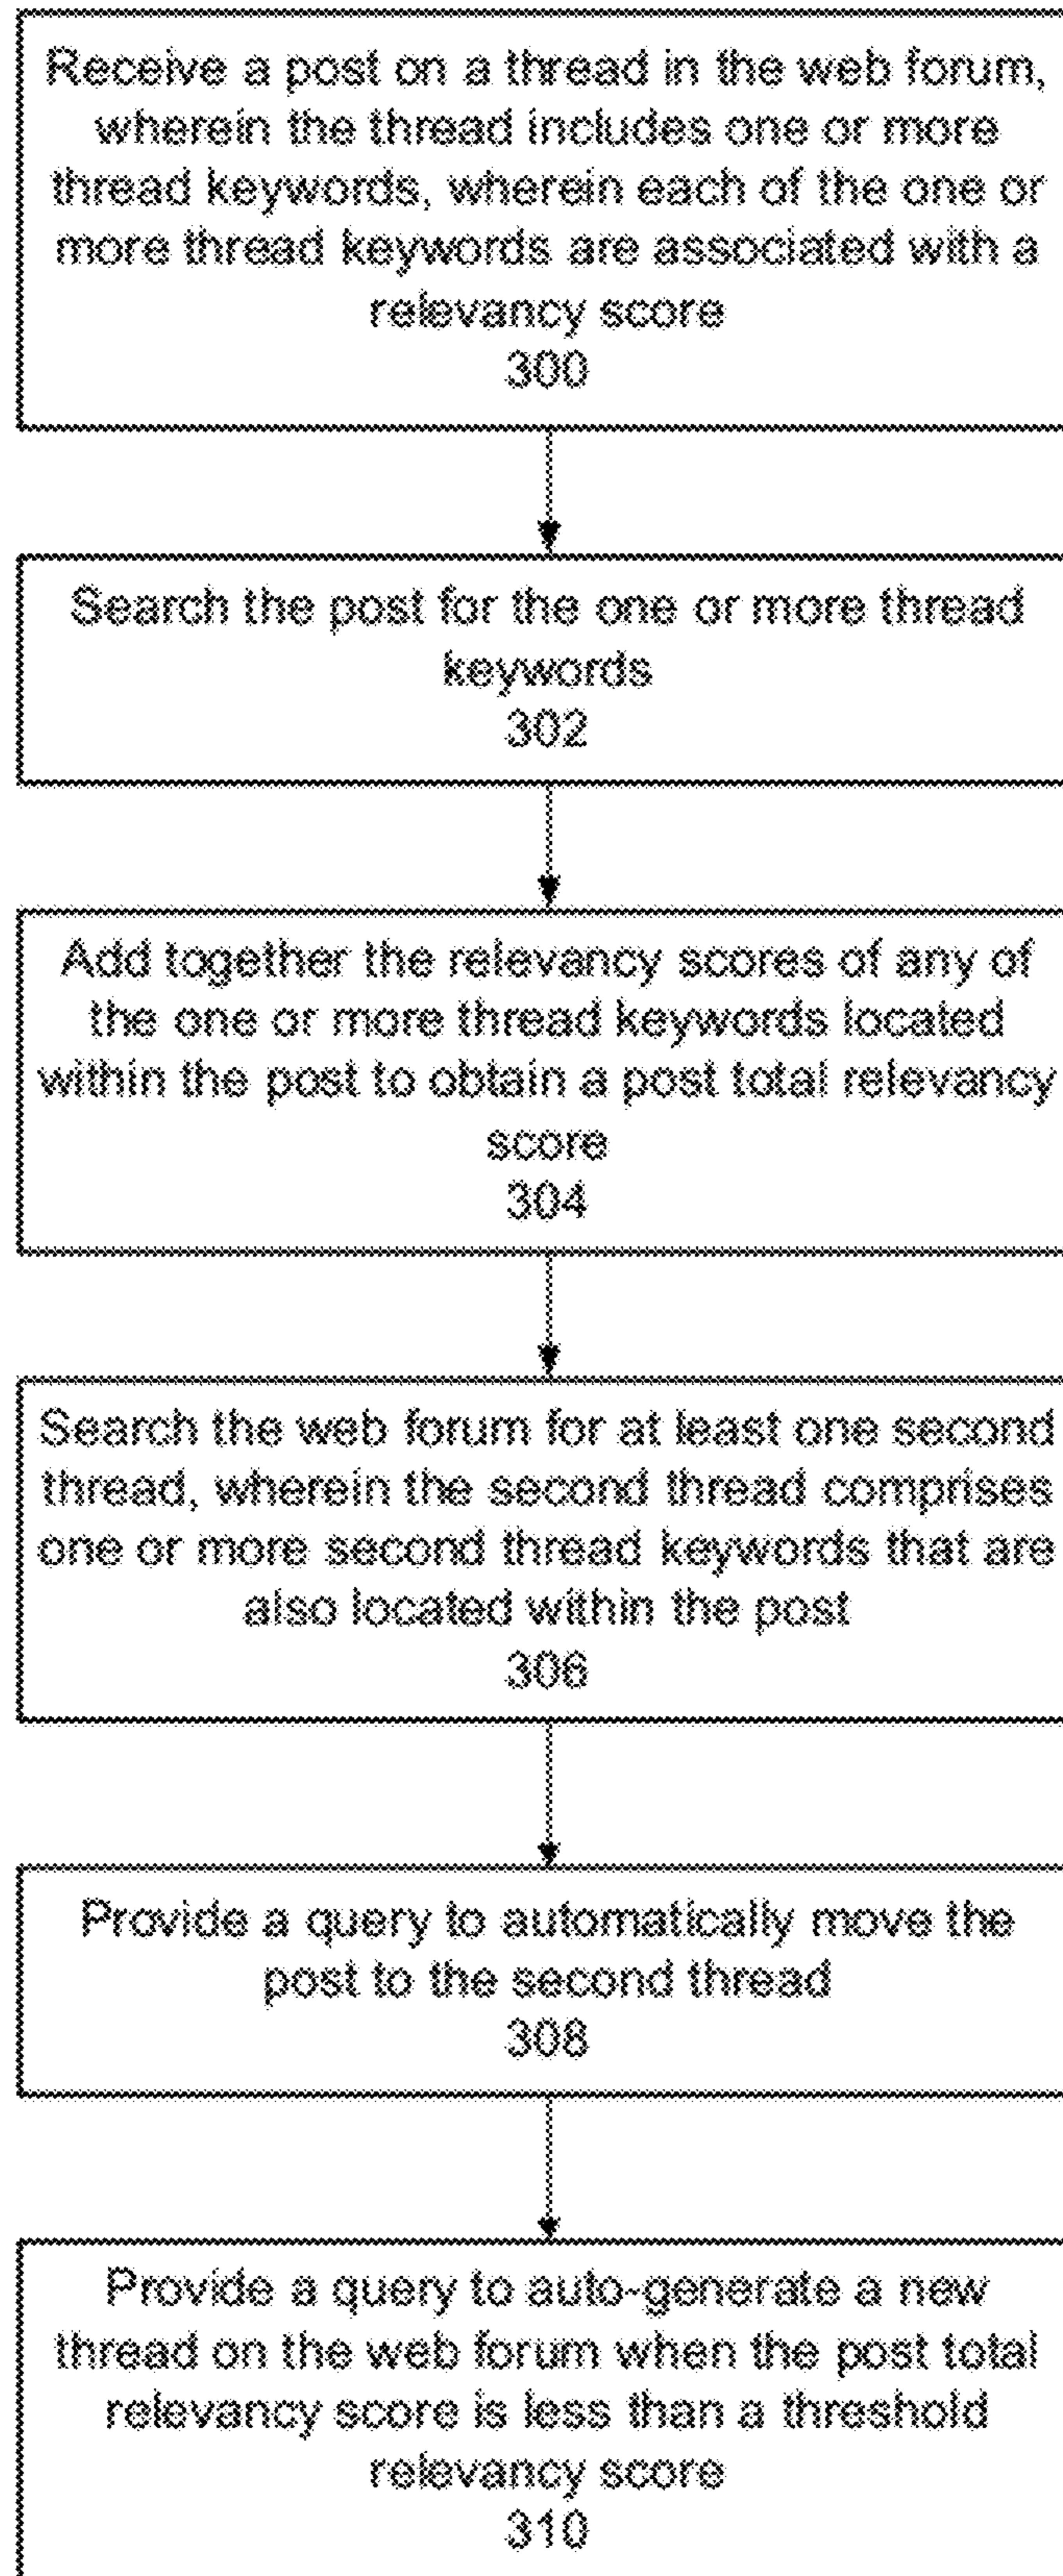 Receive a post on a thread in the web forum,
wherein the thread includes one or more
thread keywords, wherein each of the one or
more thread keywords are associated with a
relevancy score
300
Search the post for the one or more thread
keywords
302
Add together the relevancy scores of any of
the one or more thread keywords located
within the post to obtain a post total relevancy
score
304
Search the web forum for at least one second
thread, wherein the second thread comprises
one or more second thread keywords that are
also located within the post
306
Provide a query to automatically move the
post to the second thread
308
Provide a query to auto-generate a new
thread on the web forum when the post total
relevancy score is less than a threshold
relevancy score
310